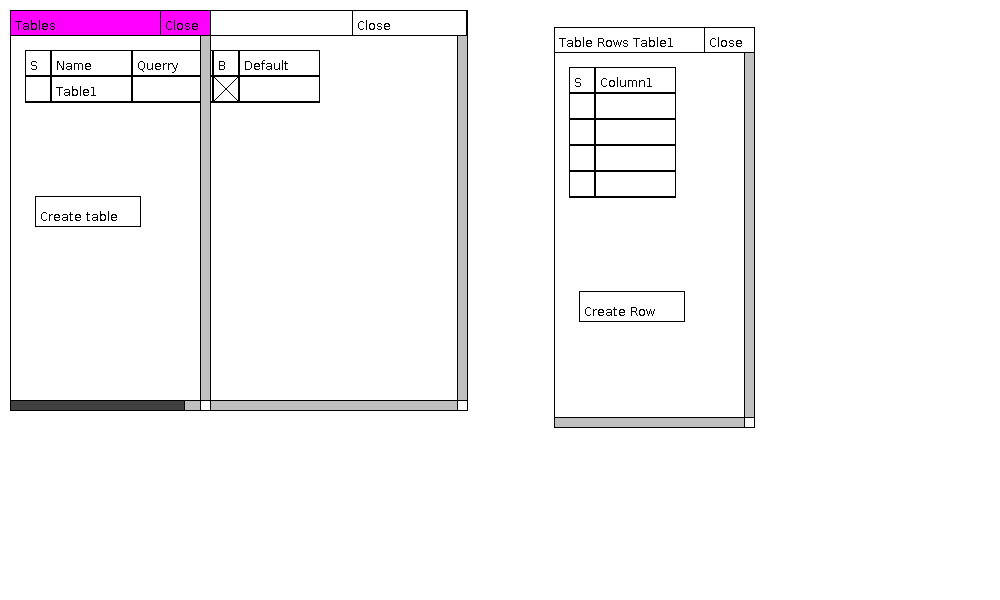 Tables Close Close
S Name Querry B Default
Table1
Create table
Table Rows Table1 Close
S Column1
Create Row